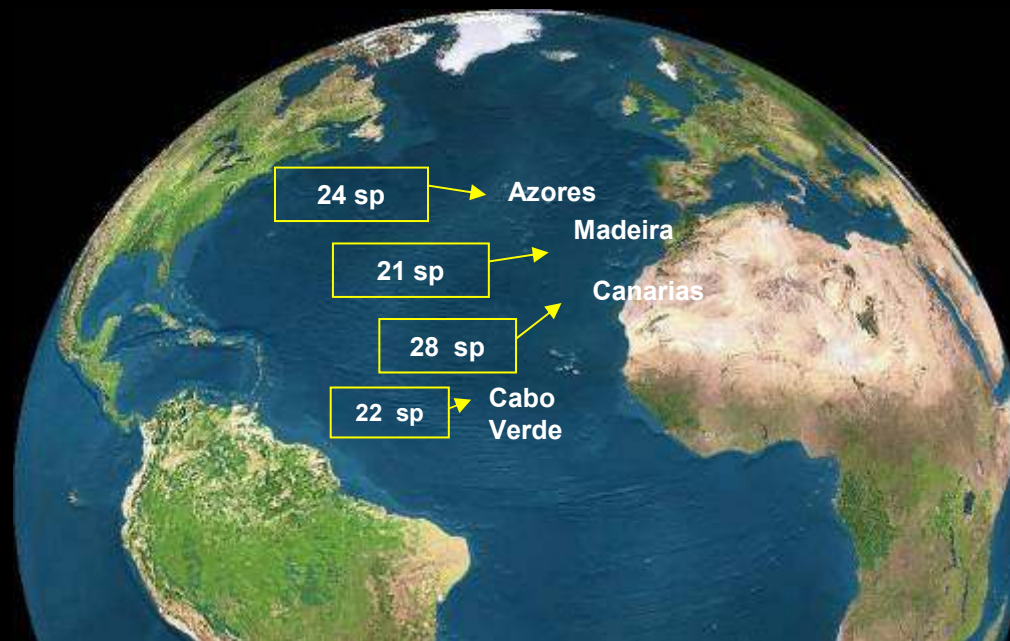 24 sp
Azores
Madeira
21 sp
Canarias
28 sp
22 sp
Cabo
Verde